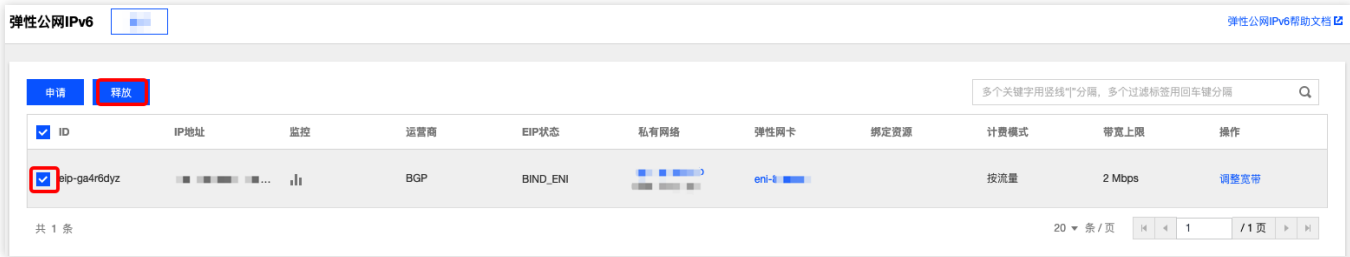 弹性公网IPv6
弹性公网IPv6帮助文档
申请 释放 多个关键字用竖线"|"分隔，多个过滤标签用回车键分隔
ID IP地址 监控 运营商 EIP状态 私有网络 弹性网卡 绑定资源 计费模式 带宽上限 操作
eip-ga4r6dyz ... BGP BIND_ENI eni- 按流量 2 Mbps 调整宽带
共 1 条 20 条 / 页 1 / 1 页